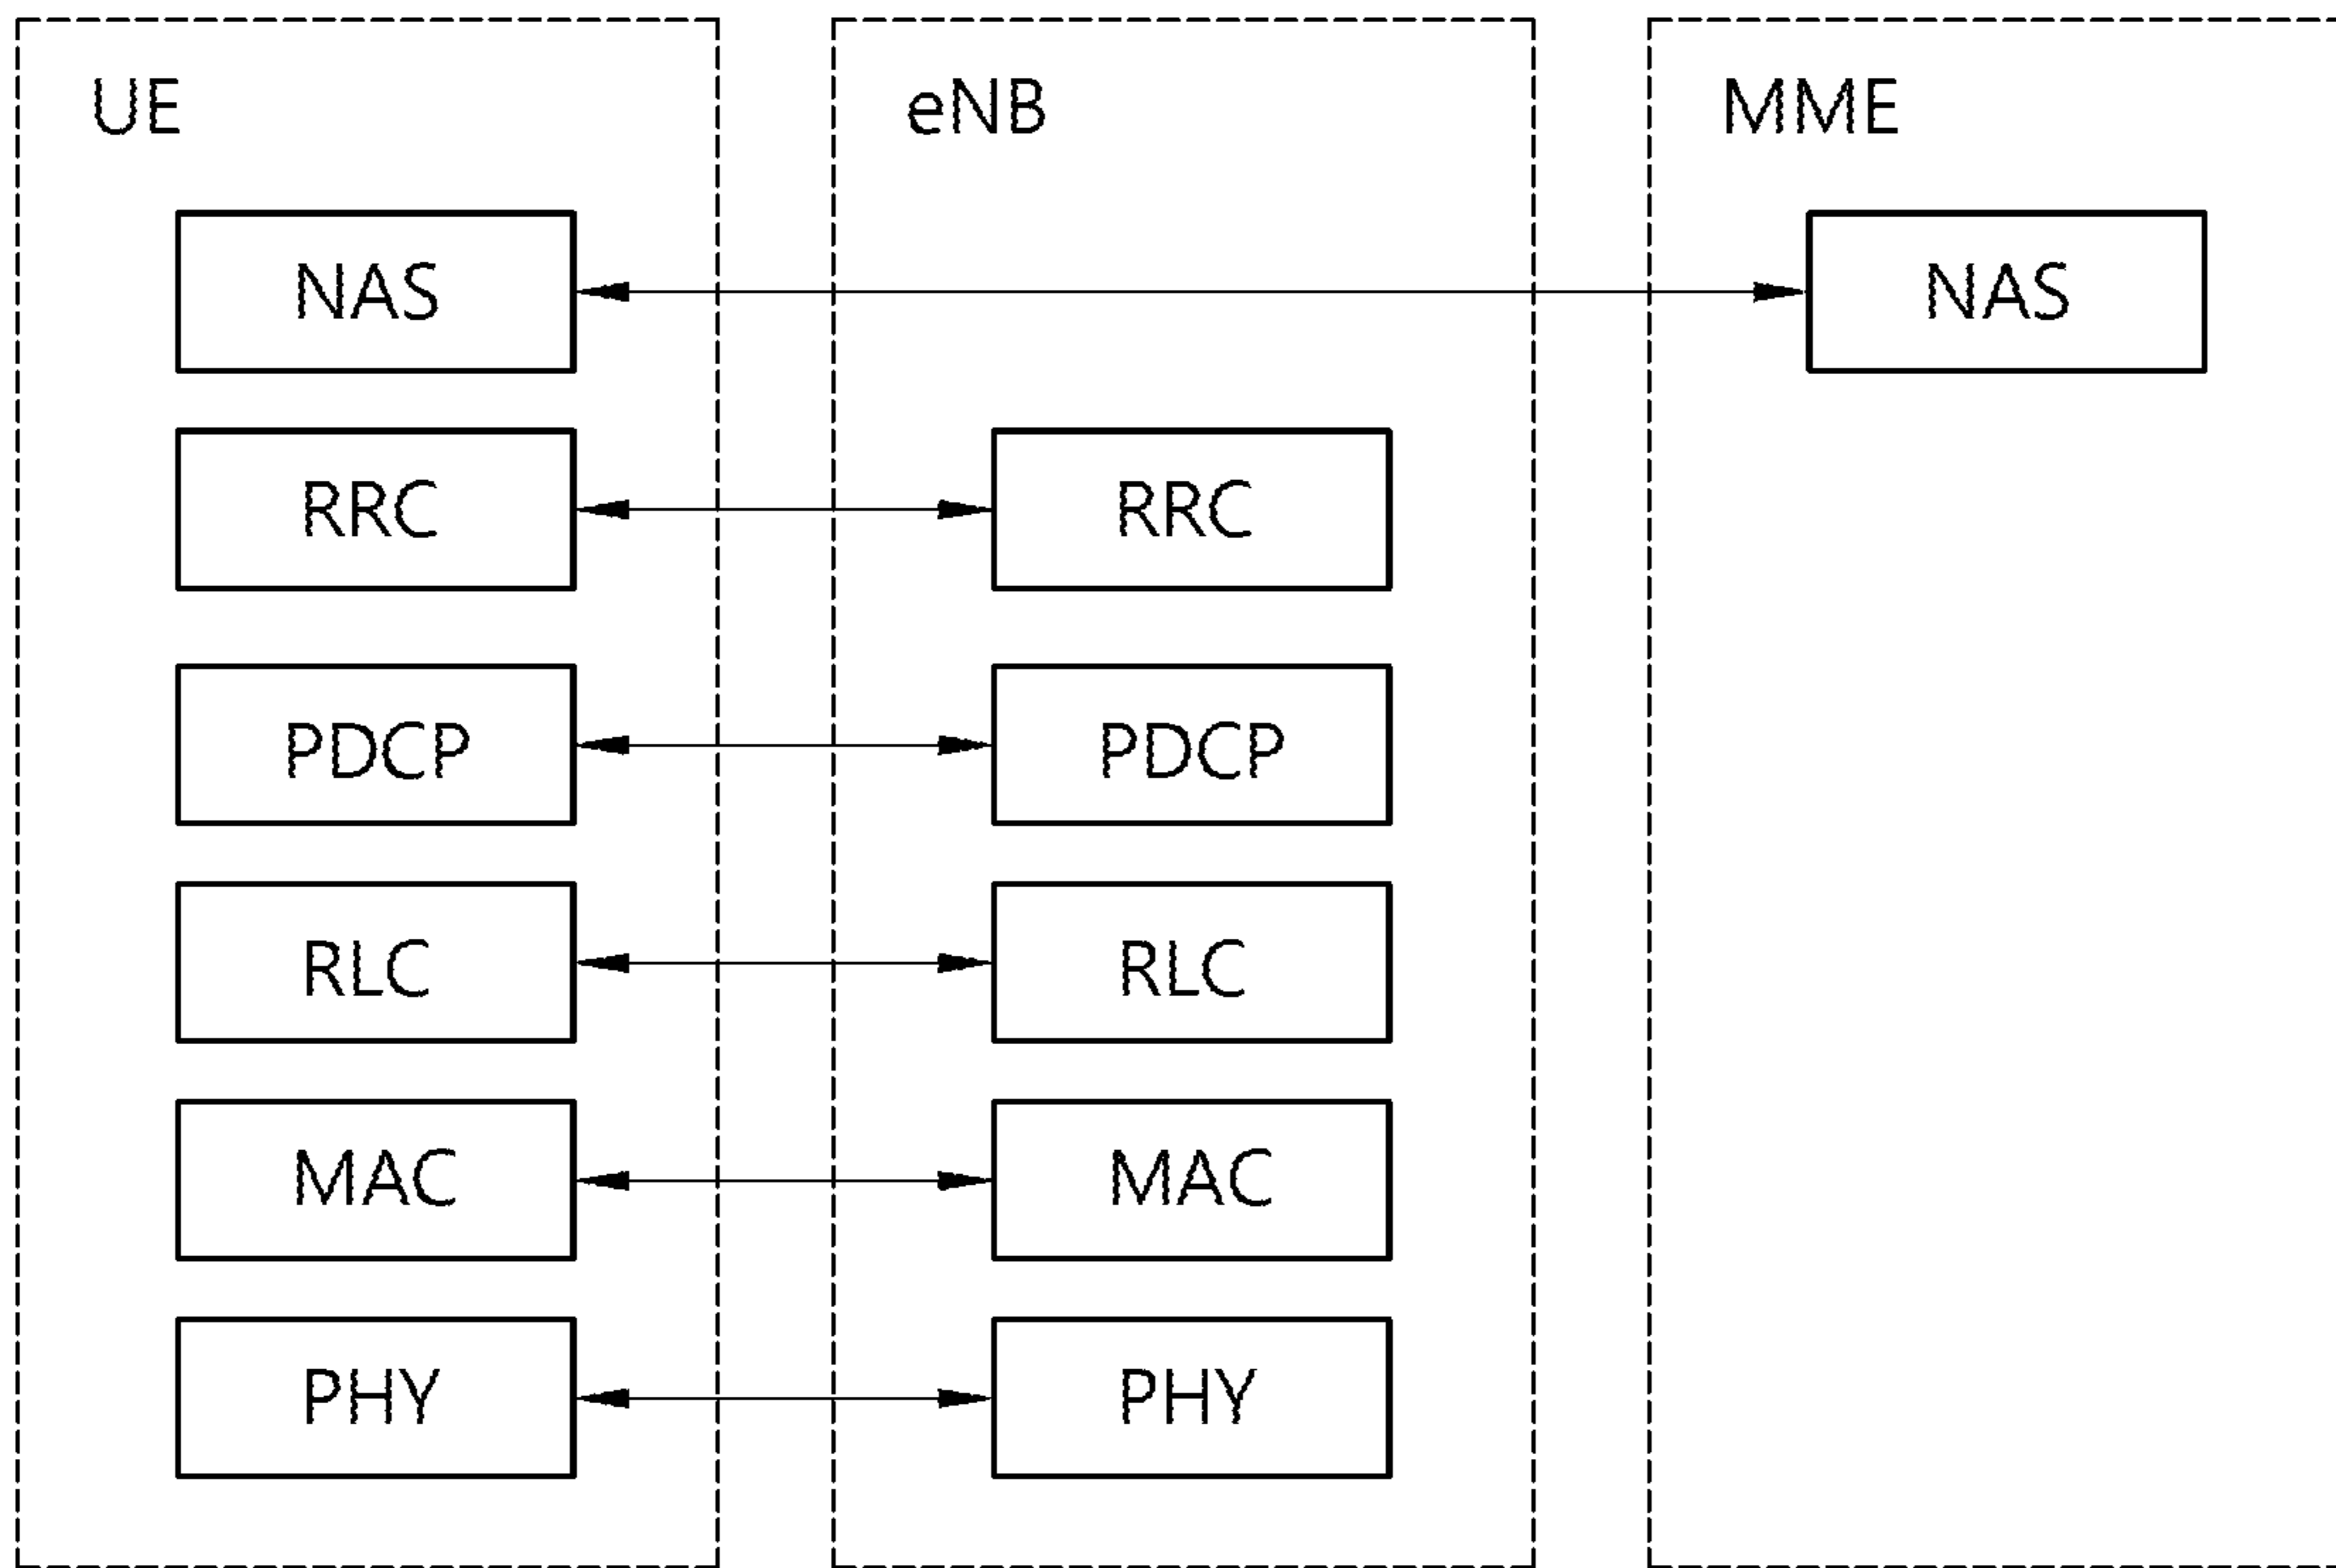 UE eNB MME
NAS NAS
RRC RRC
PDCP PDCP
RLC RLC
MAC MAC
PHY PHY